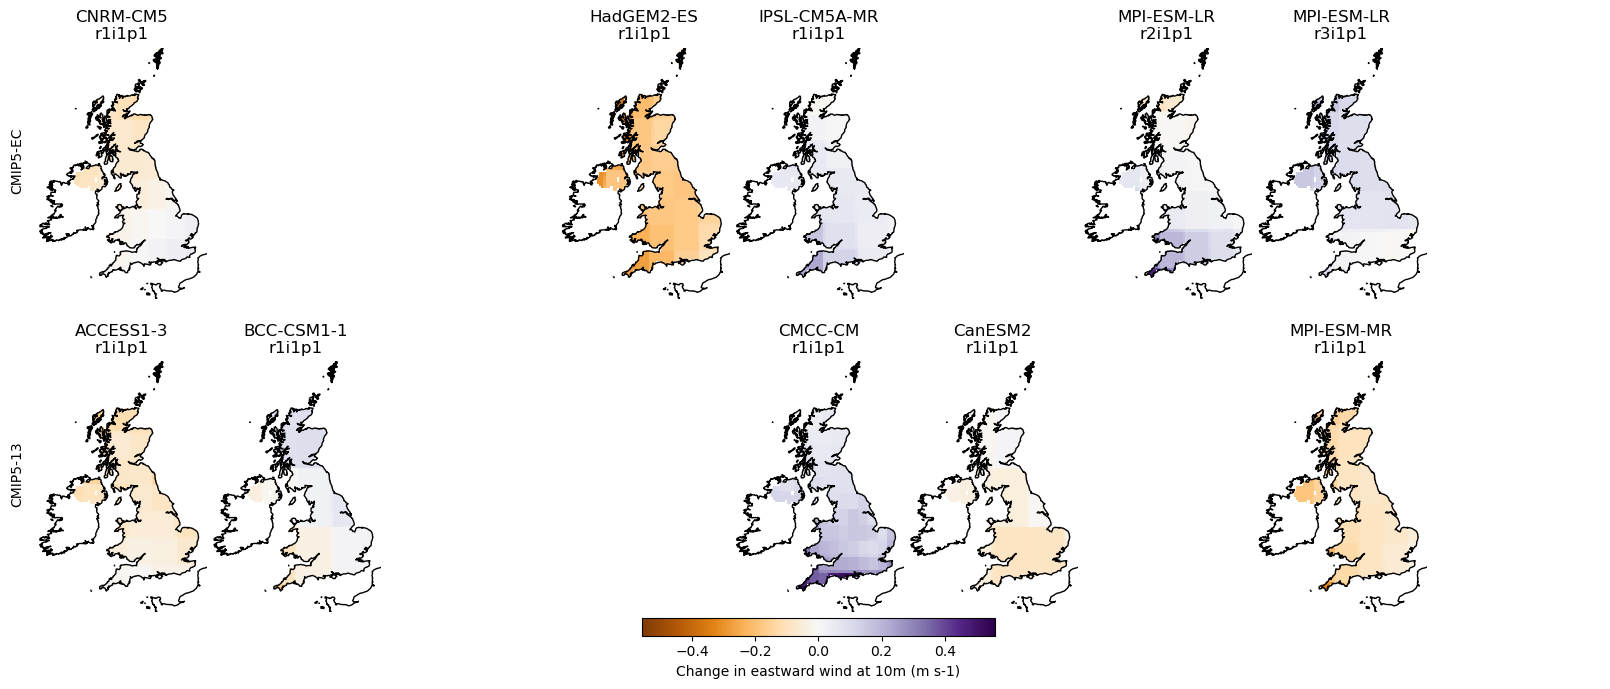 CNRM-CM5
r1i1p1
HadGEM2-ES
r1i1p1
IPSL-CM5A-MR
r1i1p1
MPI-ESM-LR
r2i1p1
MPI-ESM-LR
r3i1p1
CMIP5-EC
ACCESS1-3
r1i1p1
BCC-CSM1-1
r1i1p1
CMCC-CM
r1i1p1
CanESM2
r1i1p1
MPI-ESM-MR
r1i1p1
CMIP5-13
−0.4 −0.2 0.0 0.2 0.4
Change in eastward wind at 10m (m s-1)